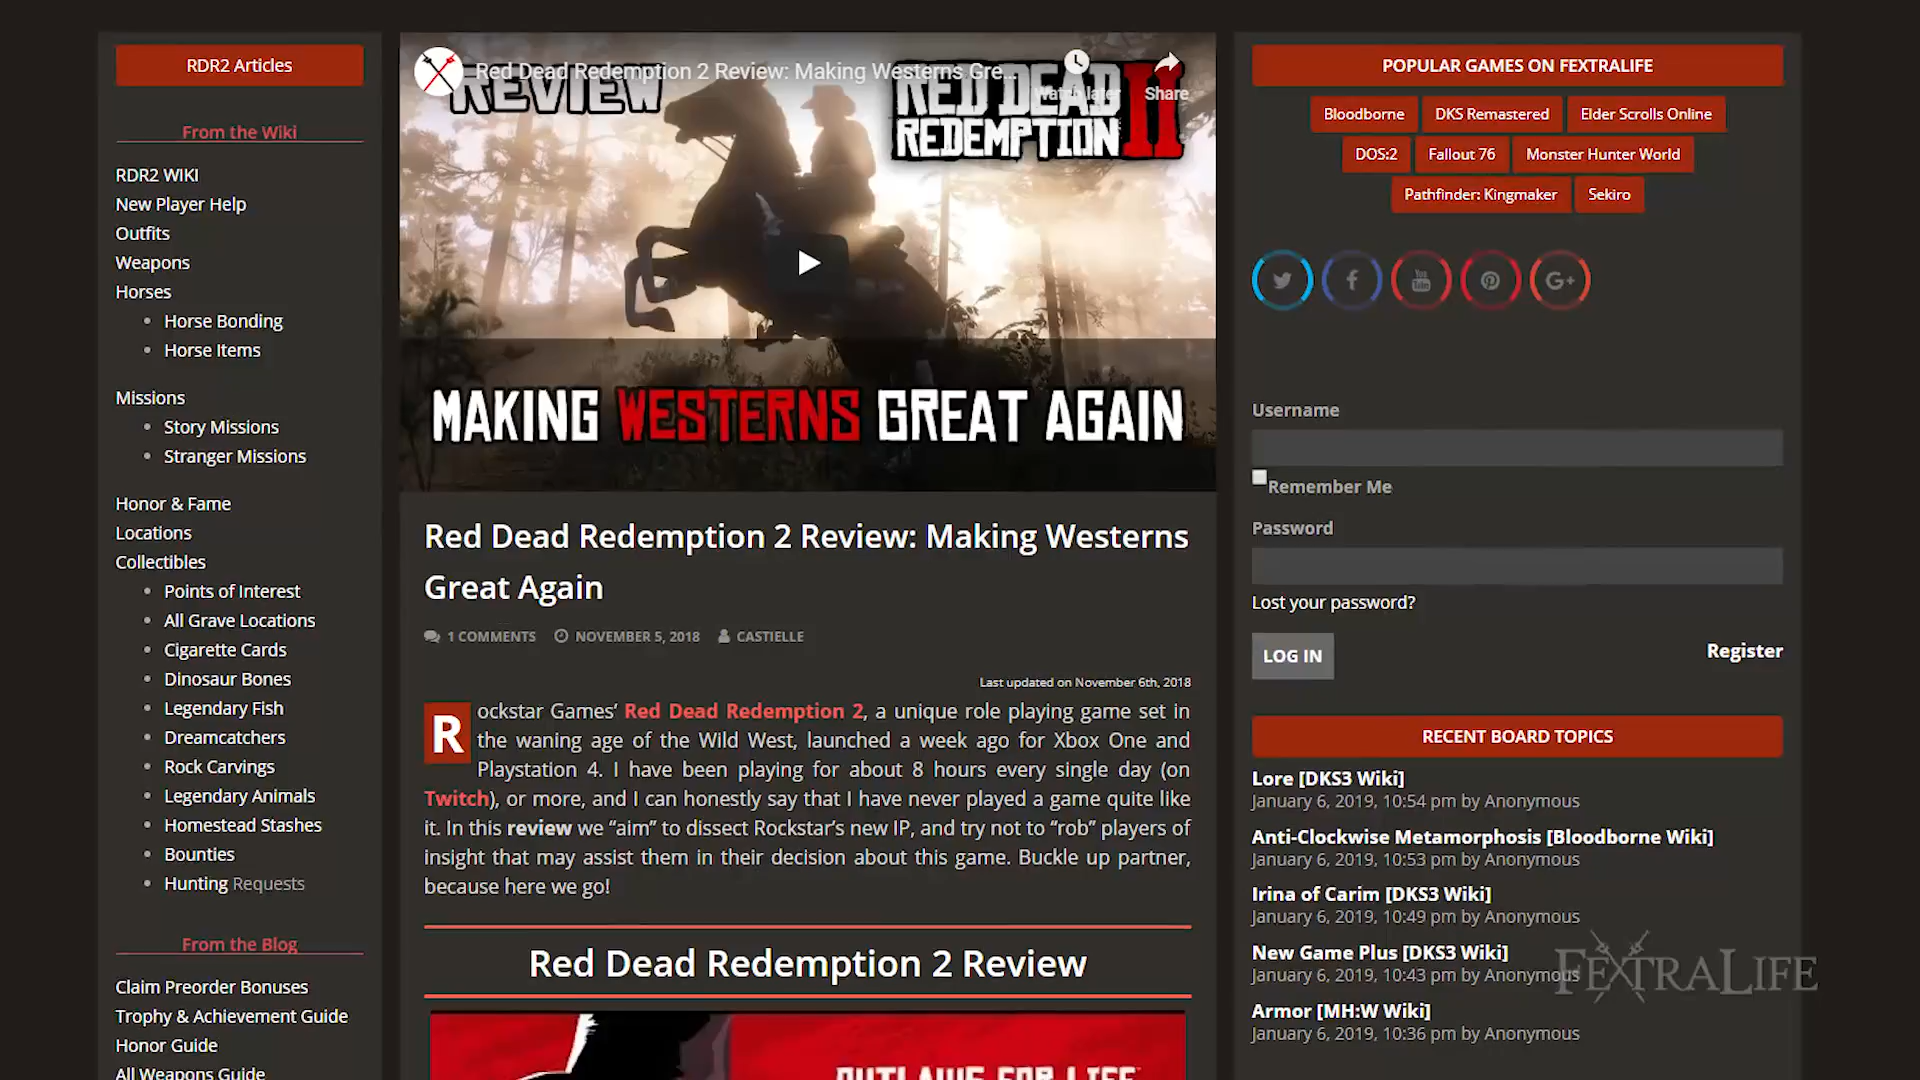 RDR2 Articles
From the Wiki
RDR2 WIKI
New Player Help
Outfits
Weapons
Horses
Horse Bonding
Horse Items
Missions
Story Missions
Stranger Missions
Honor & Fame
Locations
Collectibles
Points of Interest
All Grave Locations
Cigarette Cards
Dinosaur Bones
Legendary Fish
Dreamcatchers
Rock Carvings
Legendary Animals
Homestead Stashes
Bounties
Hunting Requests
From the Blog
Claim Preorder Bonuses
Trophy & Achievement Guide
Honor Guide
All Weapons Guide
Red Dead Redemption 2 Review: Making Westerns Gre...
Watch later
Share
REVIEW
RED DEAD
REDEMPTION II
MAKING WESTERNS GREAT AGAIN
Red Dead Redemption 2 Review: Making Westerns
Great Again
1 COMMENTS NOVEMBER 5, 2018 CASTIELLE
Last updated on November 6th, 2018
Rockstar Games’ Red Dead Redemption 2, a unique role playing game set in
the waning age of the Wild West, launched a week ago for Xbox One and
Playstation 4. I have been playing for about 8 hours every single day (on
Twitch), or more, and I can honestly say that I have never played a game quite like
it. In this review we “aim” to dissect Rockstar’s new IP, and try not to “rob” players of
insight that may assist them in their decision about this game. Buckle up partner,
because here we go!
Red Dead Redemption 2 Review
OUTLAWS FOR LIFE
POPULAR GAMES ON FEXTRALIFE
Bloodborne DKS Remastered Elder Scrolls Online
DOS:2 Fallout 76 Monster Hunter World
Pathfinder: Kingmaker Sekiro
You Tube
G+
Username
Remember Me
Password
Lost your password?
LOG IN
Register
RECENT BOARD TOPICS
Lore [DKS3 Wiki]
January 6, 2019, 10:54 pm by Anonymous
Anti-Clockwise Metamorphosis [Bloodborne Wiki]
January 6, 2019, 10:53 pm by Anonymous
Irina of Carim [DKS3 Wiki]
January 6, 2019, 10:49 pm by Anonymous
New Game Plus [DKS3 Wiki]
January 6, 2019, 10:43 pm by Anonymous
Armor [MH:W Wiki]
January 6, 2019, 10:36 pm by Anonymous
FEXTRALIFE